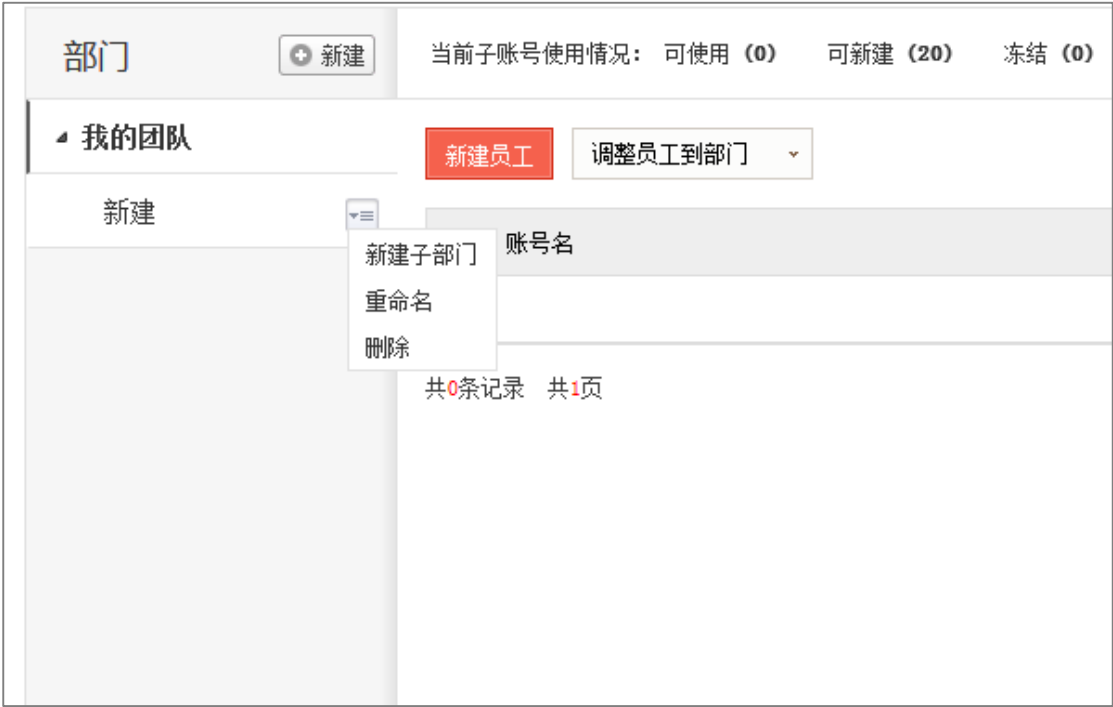 部门 新建
当前子账号使用情况： 可使用 (0) 可新建 (20) 冻结 (0)
我的团队
新建员工 调整员工到部门
新建
新建子部门
重命名
删除
账号名
共0条记录 共1页